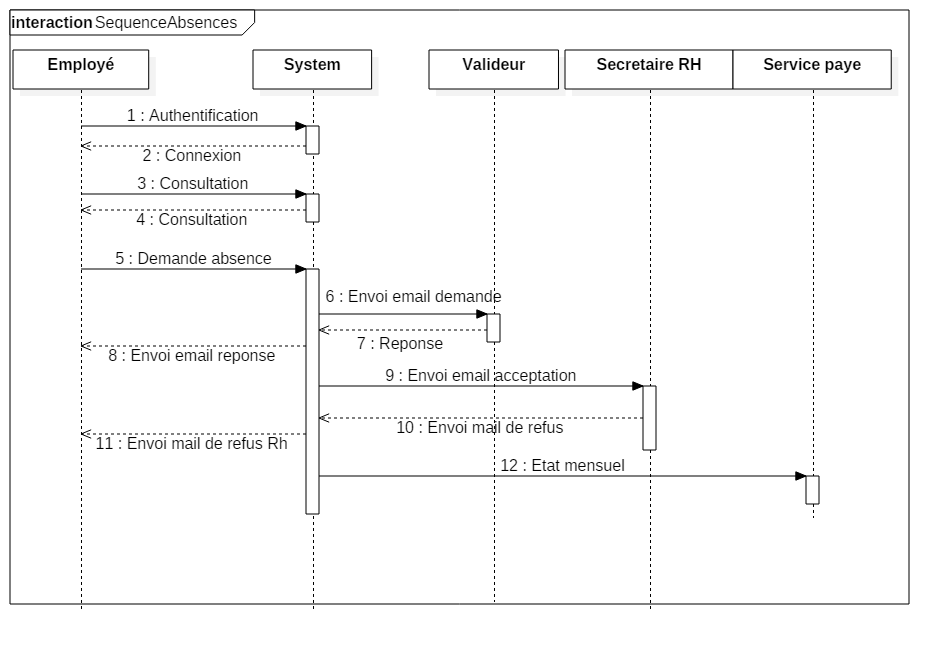 interaction SequenceAbsences
Employé
System
Valideur
Secretaire RH
Service paye
1 : Authentification
2 : Connexion
3 : Consultation
4 : Consultation
5 : Demande absence
6 : Envoi email demande
7 : Reponse
8 : Envoi email reponse
9 : Envoi email acceptation
10 : Envoi mail de refus
11 : Envoi mail de refus Rh
12 : Etat mensuel